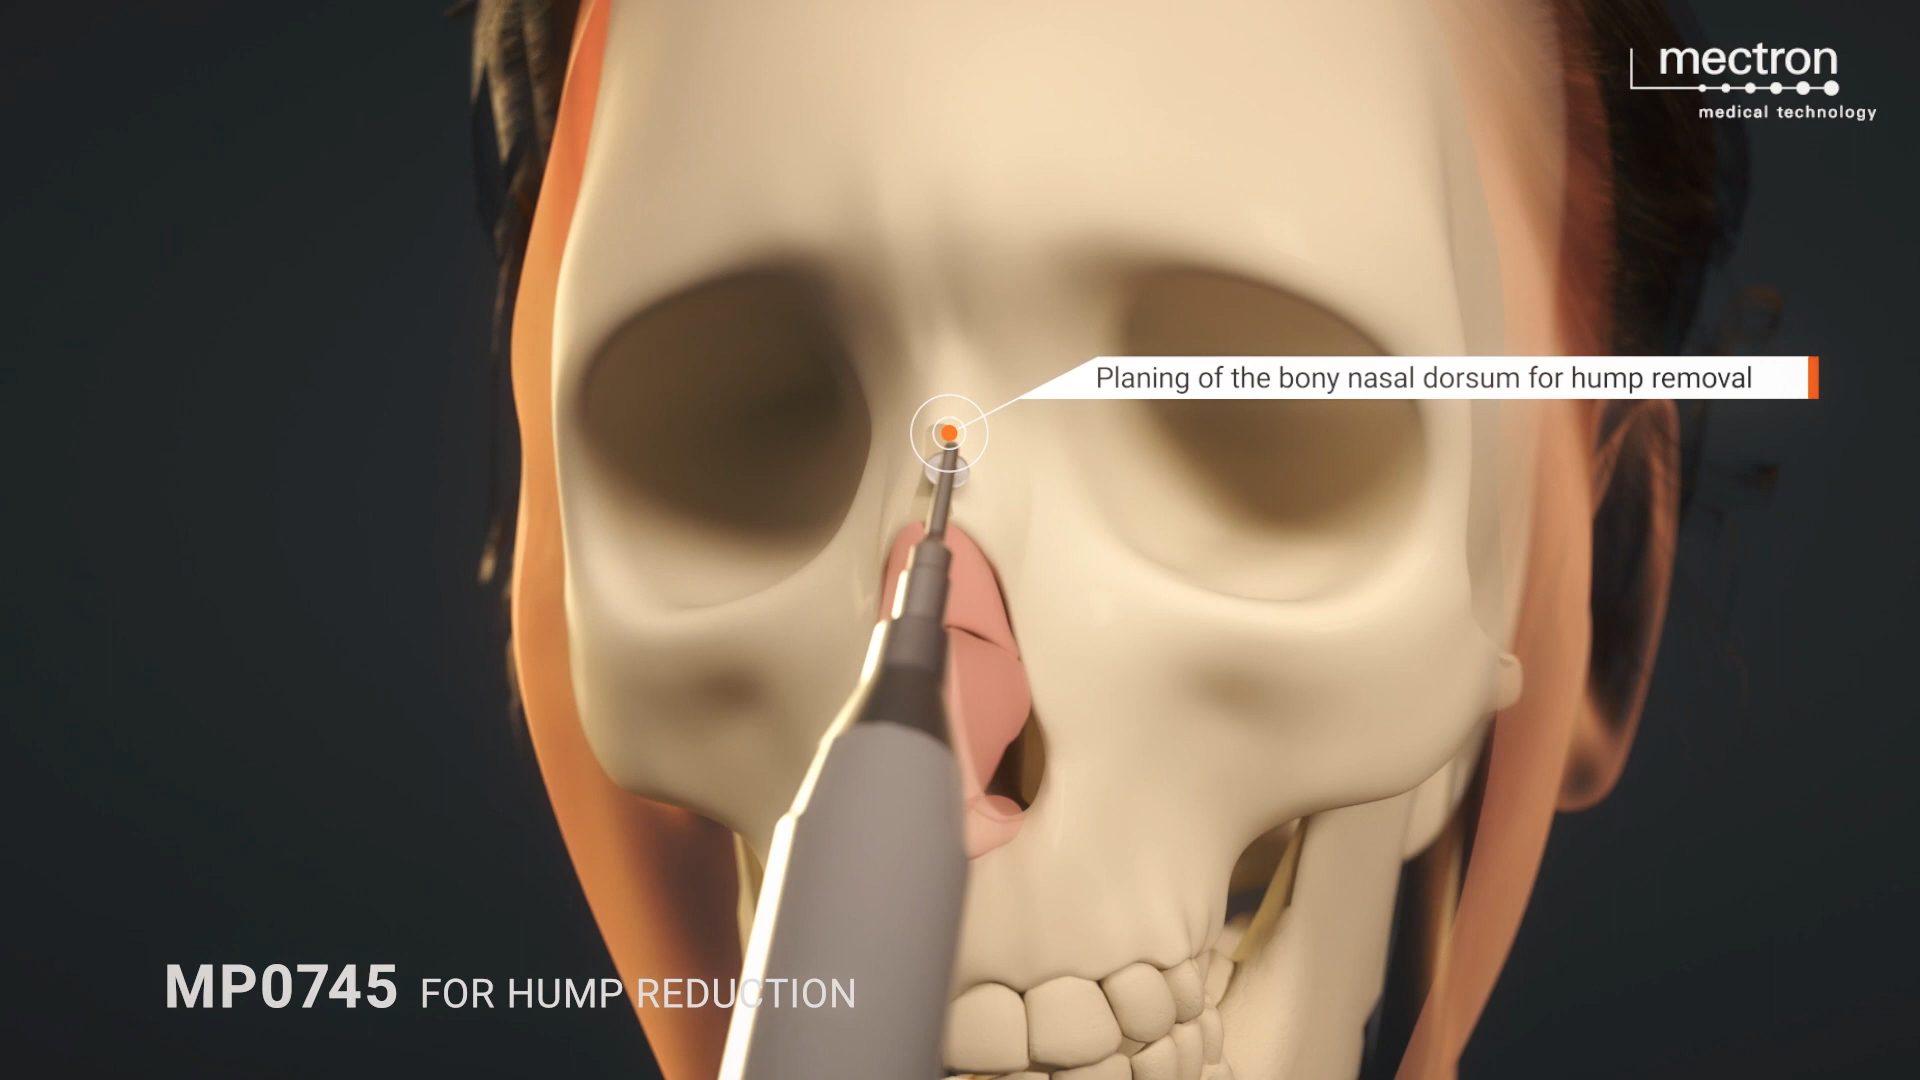 mectron
medical technology
Planing of the bony nasal dorsum for hump removal
MP0745 FOR HUMP REDUCTION